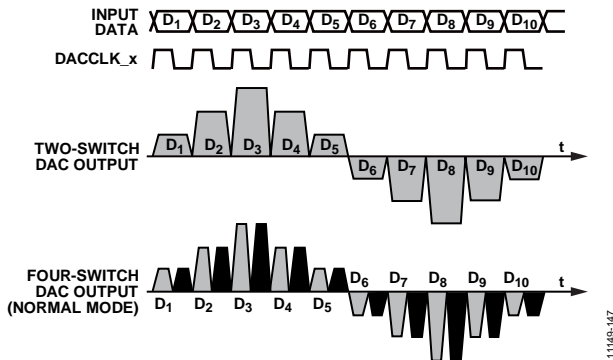 INPUT
DATA
D1 D2 D3 D4 D5 D6 D7 D8 D9 D10
DACCLK_x
TWO-SWITCH
DAC OUTPUT
D1 D2 D3 D4 D5 D6 D7 D8 D9 D10 t
FOUR-SWITCH
DAC OUTPUT
(NORMAL MODE)
D1 D2 D3 D4 D5 D6 D7 D8 D9 D10 t
11149-147